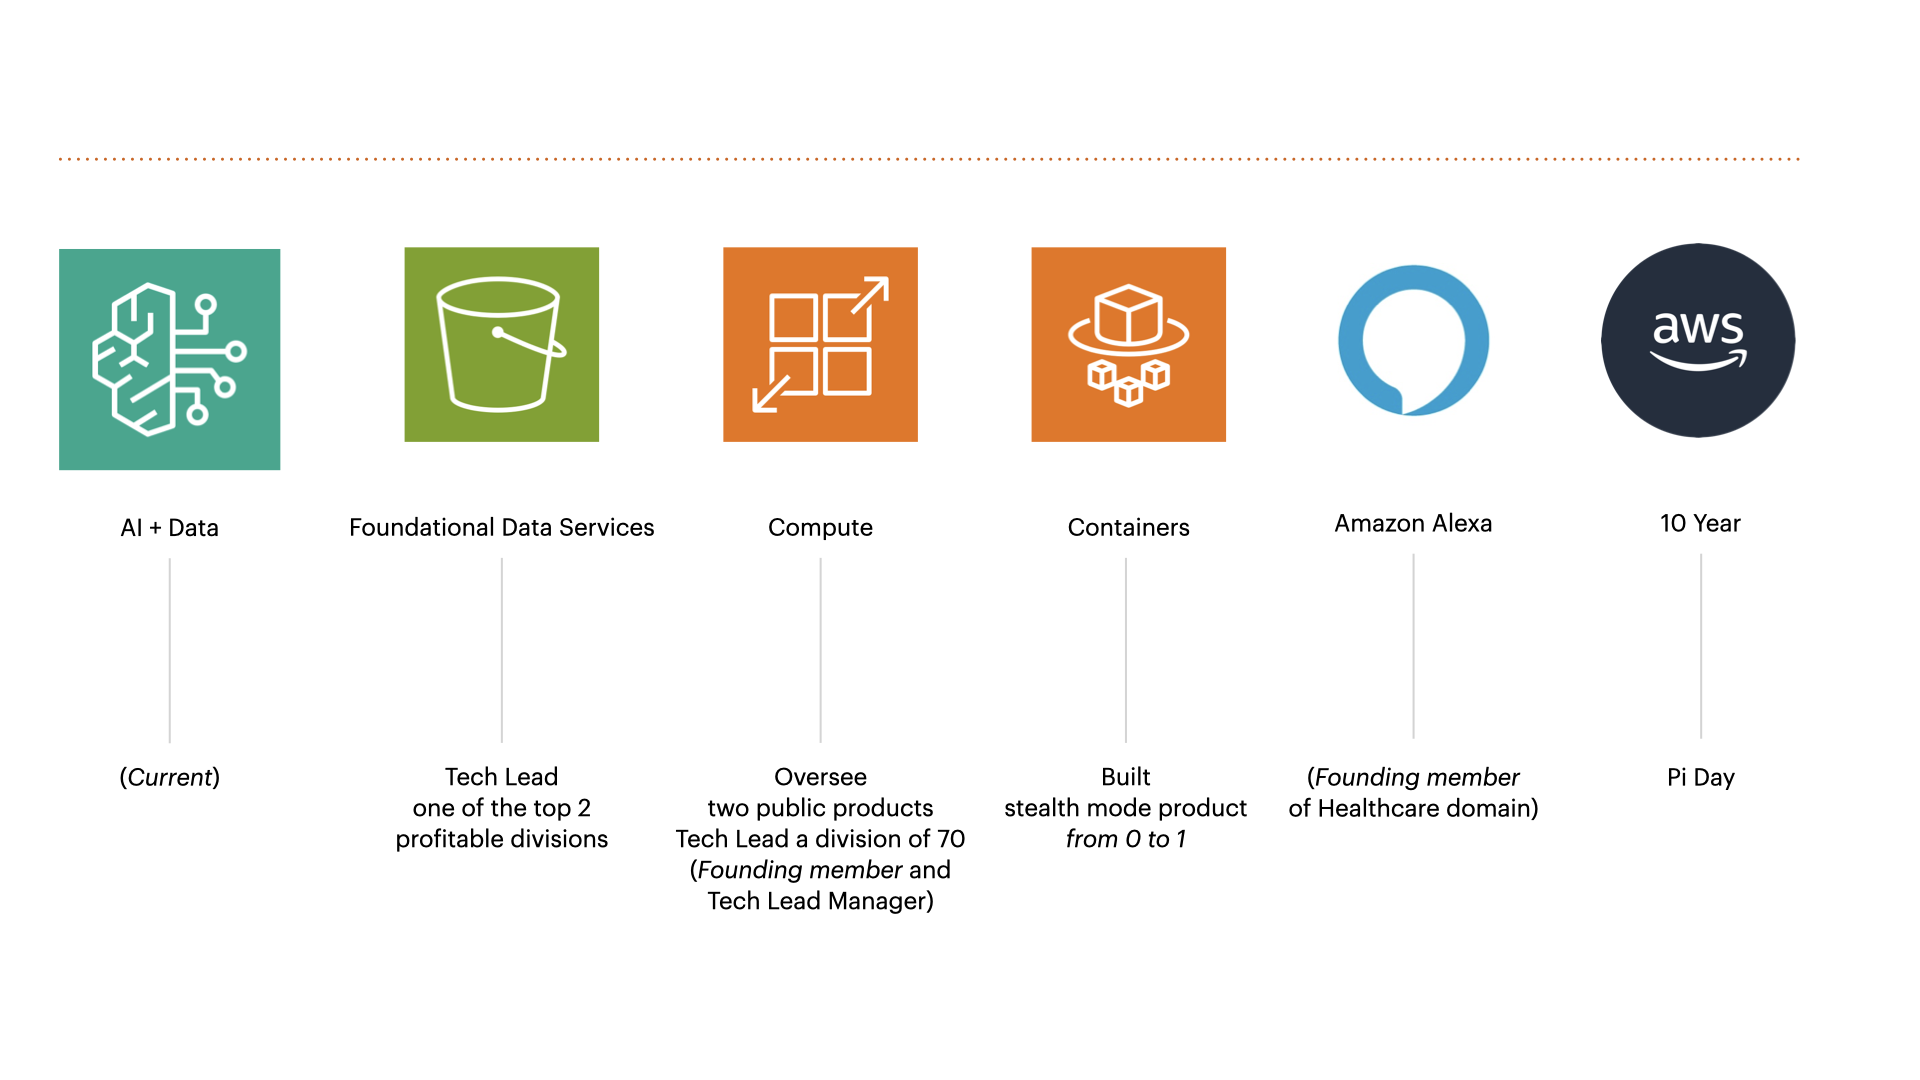 aws
AI + Data
Foundational Data Services
Compute
Containers
Amazon Alexa
10 Year
(Current)
Tech Lead
one of the top 2
profitable divisions
Oversee
two public products
Tech Lead a division of 70
(Founding member and
Tech Lead Manager)
Built
stealth mode product
from 0 to 1
(Founding member
of Healthcare domain)
Pi Day